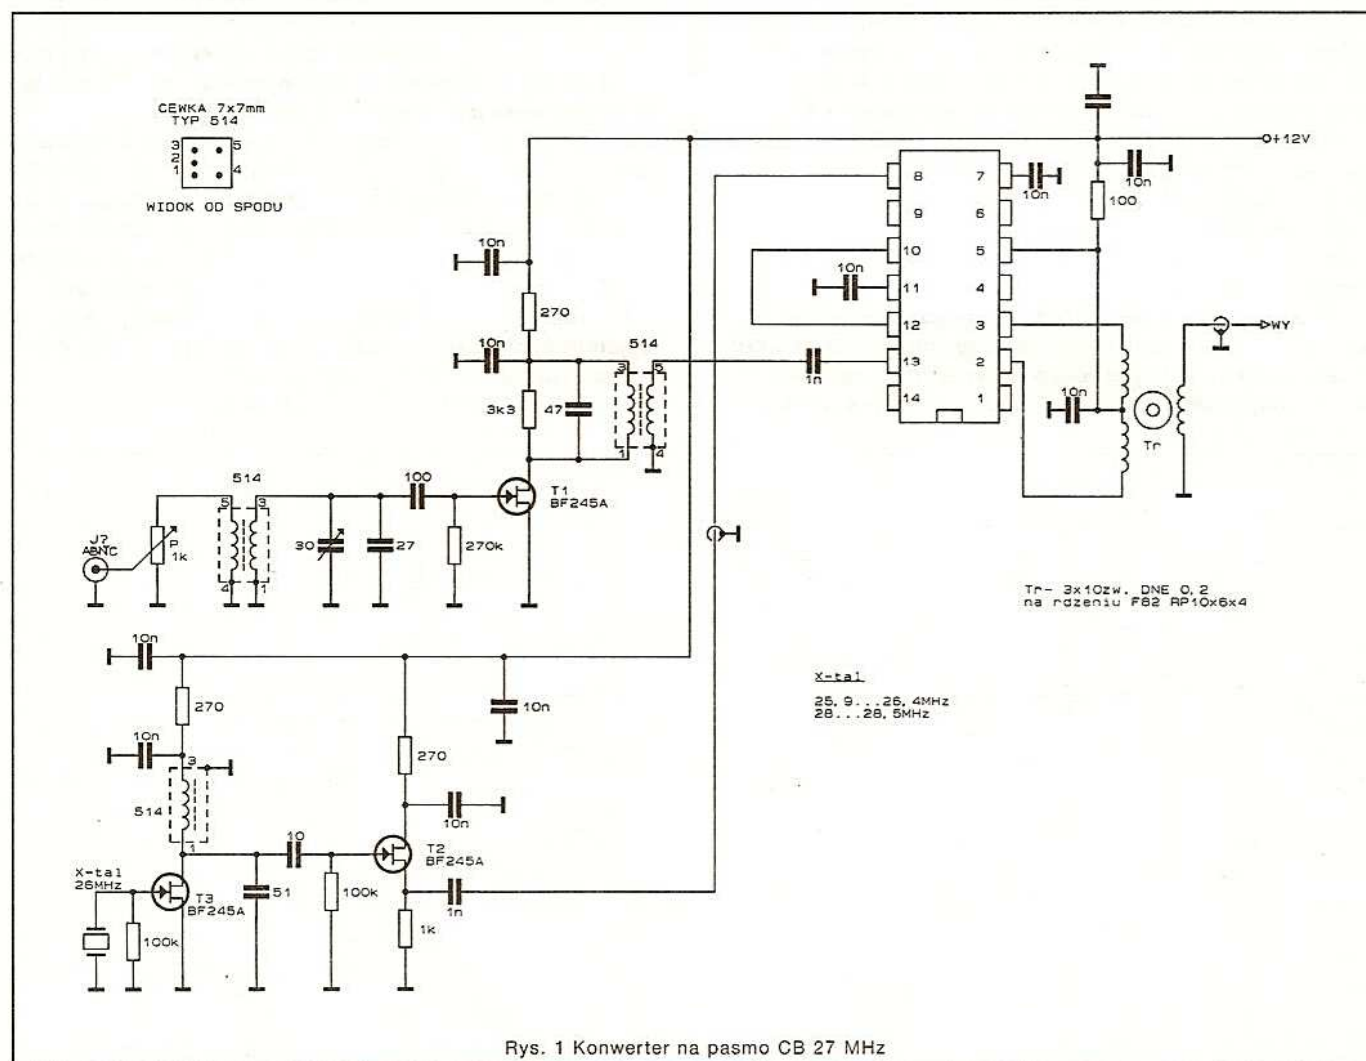 CEWKA 7x7mm
TYP 514
3
2
1
5
4
WIDOK OD SPODU
+12V
10n
10n
100
8
9
10
11
12
13
14
7
6
5
4
3
2
1
10n
270
10n
3k3
47
514
3
5
1
4
10n
1n
10n
Tr
WY
T1
BF245A
514
5
3
4
1
J?
ABNC
P
1k
30
27
100
270k
Tr- 3x10zw. DNE 0,2
na rdzeniu F82 RP10x6x4
X-tal
25,9...26,4MHz
28...28,5MHz
10n
270
10n
3
514
1
10n
270
10n
T2
BF245A
10
X-tal
26MHz
T3
BF245A
100k
51
100k
1n
1k
Rys. 1 Konwerter na pasmo CB 27 MHz